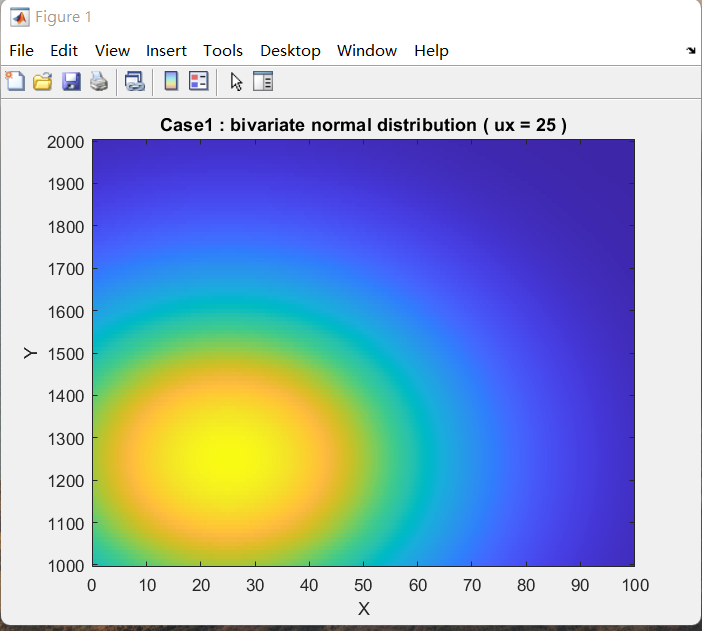 Figure 1
File Edit View Insert Tools Desktop Window Help
Case1 : bivariate normal distribution ( ux = 25 )
2000
1900
1800
1700
1600
1500
1400
1300
1200
1100
1000
Y
0 10 20 30 40 50 60 70 80 90 100
X